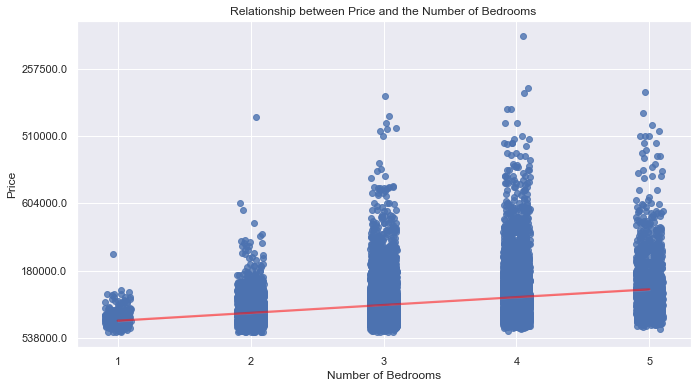 Relationship between Price and the Number of Bedrooms
257500.0
510000.0
604000.0
180000.0
538000.0
Price
1 2 3 4 5
Number of Bedrooms